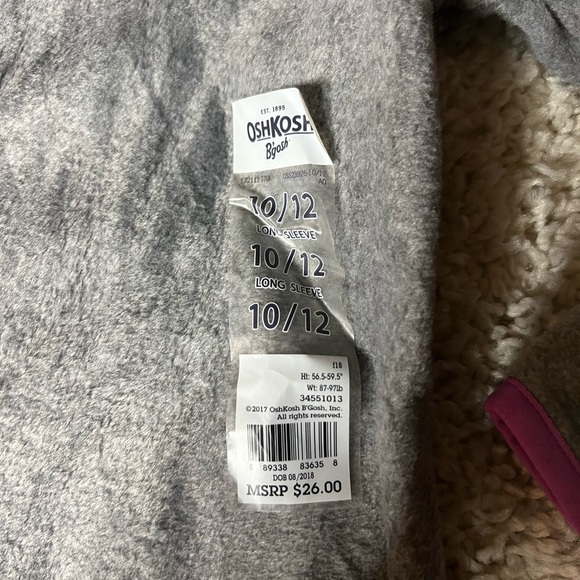 EST. 1895
OSHKOSH
B'gosh
10/12
LONG SLEEVE
10/12
LONG SLEEVE
10/12
f18
Ht: 56.5-59.5"
Wt: 87-97lb
34551013
©2017 OshKosh B'Gosh, Inc.
All rights reserved.
8 89338 83635 8
DOB 08/2018
MSRP $26.00